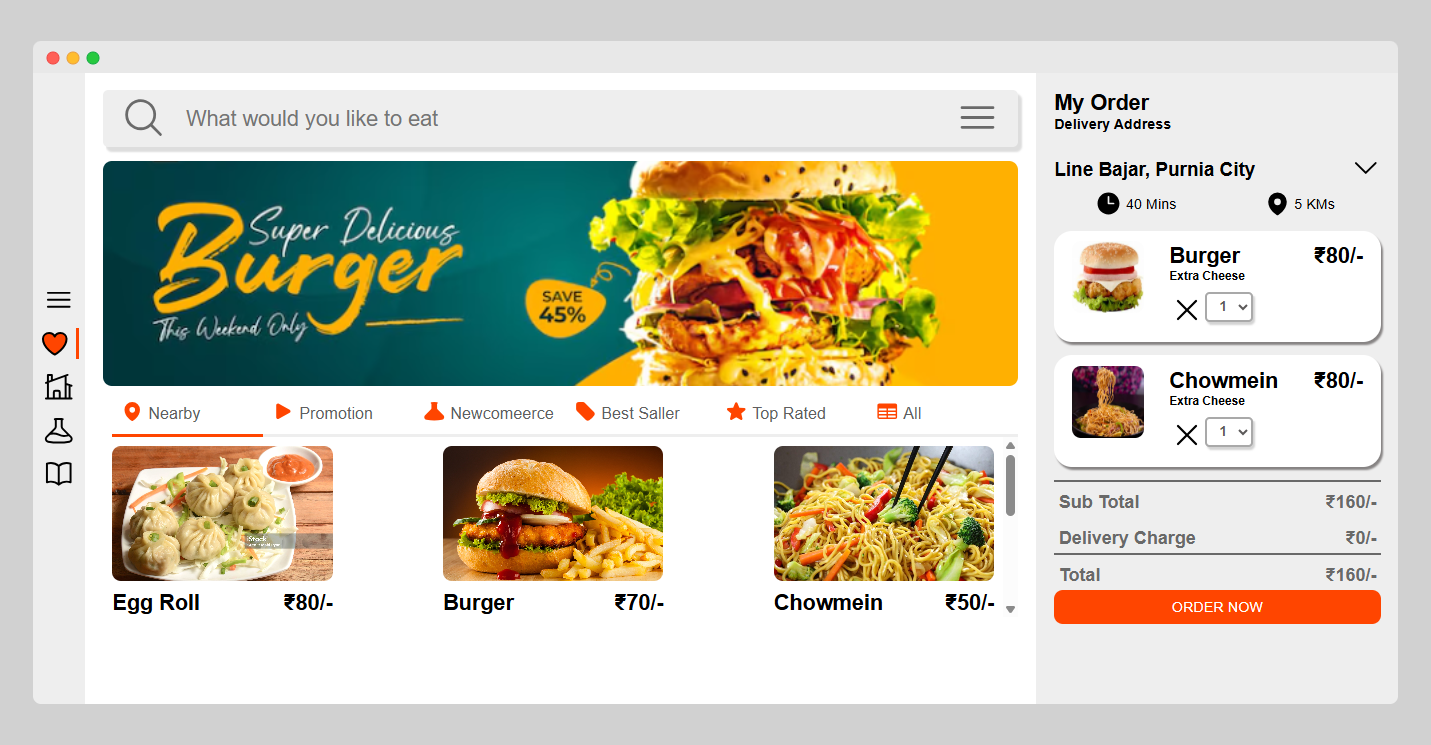 What would you like to eat
Super Delicious
Burger
This Weekend Only
SAVE
45%
Nearby
Promotion
Newcomeerce
Best Saller
Top Rated
All
iStock
Egg Roll ₹80/-
Burger ₹70/-
Chowmein ₹50/-
My Order
Delivery Address
Line Bajar, Purnia City
40 Mins
5 KMs
Burger ₹80/-
Extra Cheese
1
Chowmein ₹80/-
Extra Cheese
1
Sub Total ₹160/-
Delivery Charge ₹0/-
Total ₹160/-
ORDER NOW